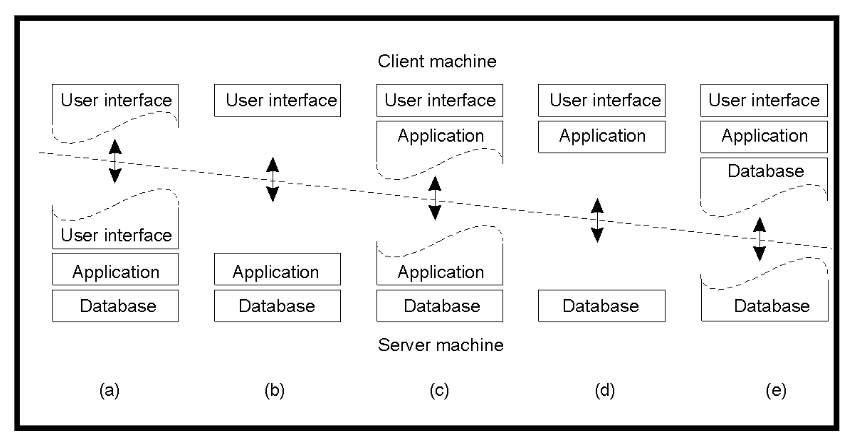 Client machine
User interface User interface User interface User interface User interface
Application Application Application
Database
User interface
Application Application Application
Database Database Database Database Database
Server machine
(a) (b) (c) (d) (e)